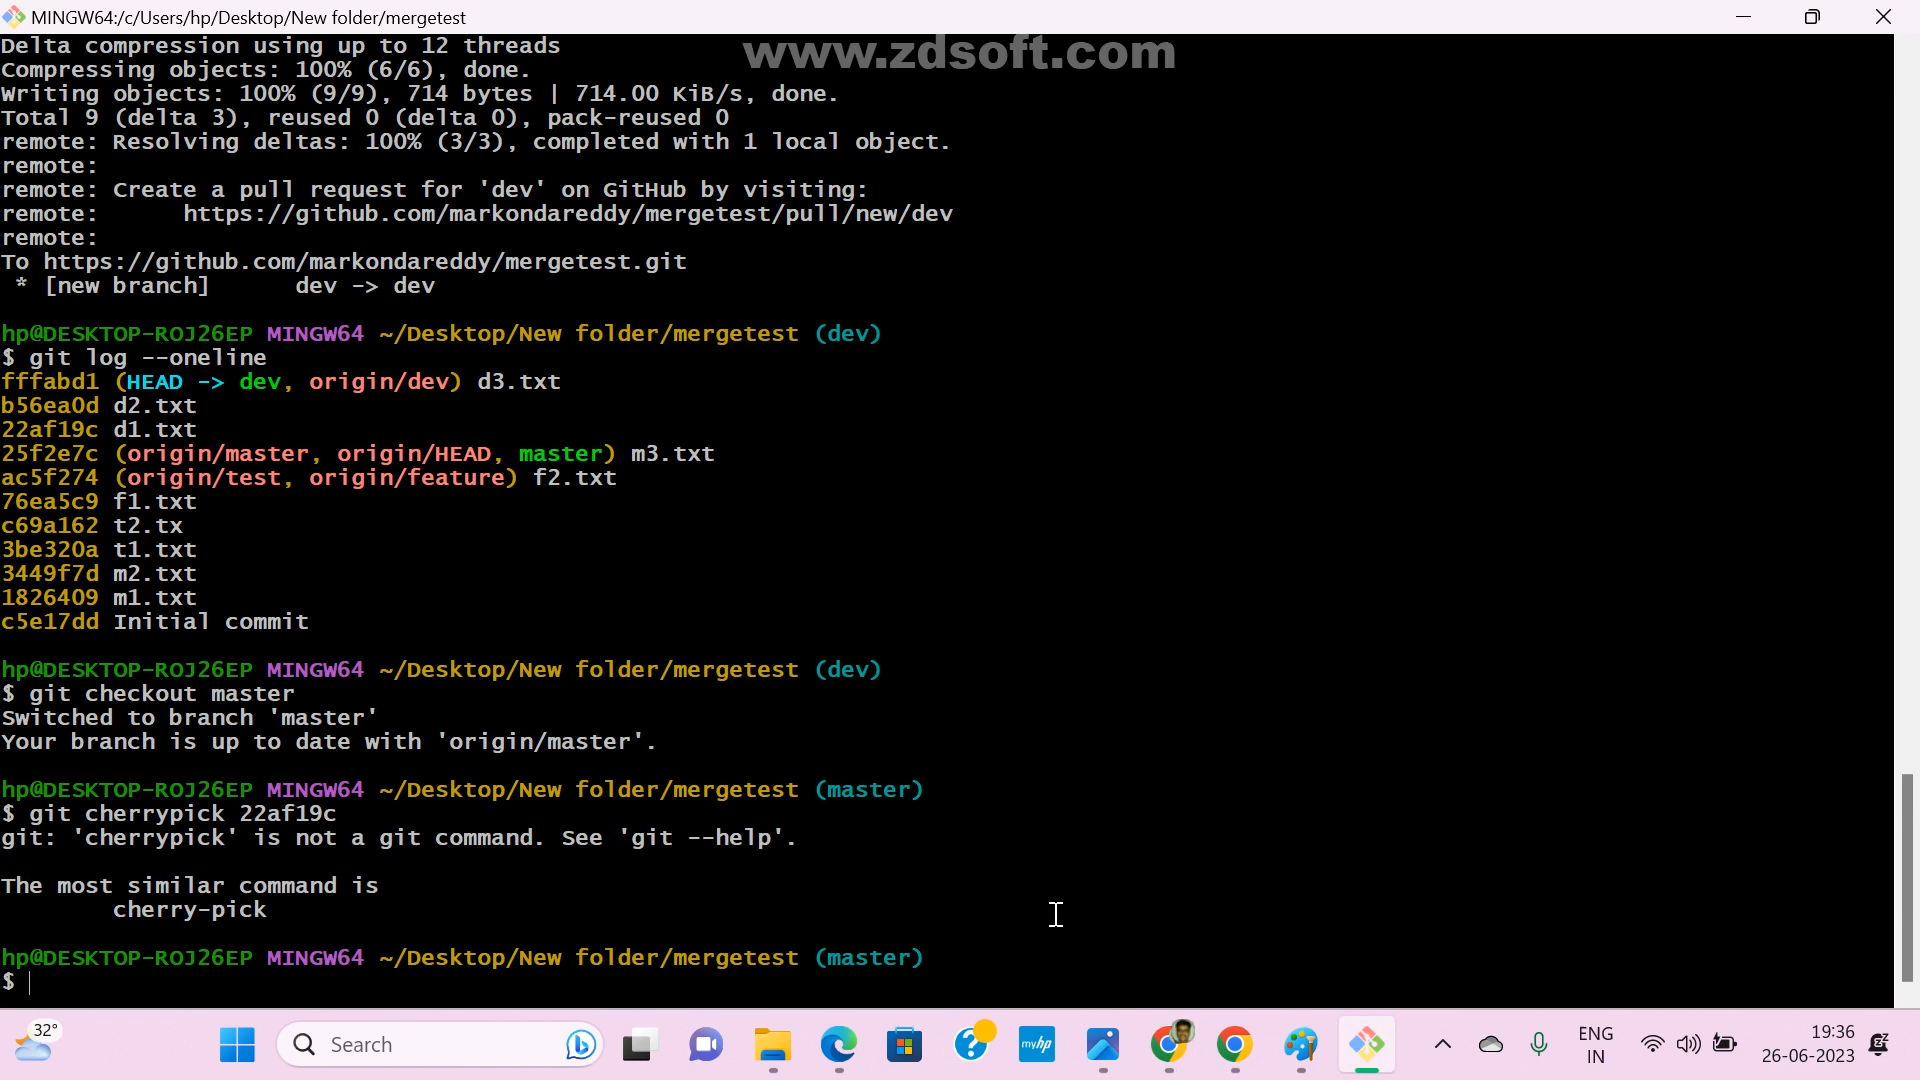 MINGW64:/c/Users/hp/Desktop/New folder/mergetest
www.zdsoft.com
Delta compression using up to 12 threads
Compressing objects: 100% (6/6), done.
Writing objects: 100% (9/9), 714 bytes | 714.00 KiB/s, done.
Total 9 (delta 3), reused 0 (delta 0), pack-reused 0
remote: Resolving deltas: 100% (3/3), completed with 1 local object.
remote:
remote: Create a pull request for 'dev' on GitHub by visiting:
remote:      https://github.com/markondareddy/mergetest/pull/new/dev
remote:
To https://github.com/markondareddy/mergetest.git
 * [new branch]      dev -> dev
hp@DESKTOP-ROJ26EP MINGW64 ~/Desktop/New folder/mergetest (dev)
$ git log --oneline
fffabd1 (HEAD -> dev, origin/dev) d3.txt
b56ea0d d2.txt
22af19c d1.txt
25f2e7c (origin/master, origin/HEAD, master) m3.txt
ac5f274 (origin/test, origin/feature) f2.txt
76ea5c9 f1.txt
c69a162 t2.tx
3be320a t1.txt
3449f7d m2.txt
1826409 m1.txt
c5e17dd Initial commit
hp@DESKTOP-ROJ26EP MINGW64 ~/Desktop/New folder/mergetest (dev)
$ git checkout master
Switched to branch 'master'
Your branch is up to date with 'origin/master'.
hp@DESKTOP-ROJ26EP MINGW64 ~/Desktop/New folder/mergetest (master)
$ git cherrypick 22af19c
git: 'cherrypick' is not a git command. See 'git --help'.
The most similar command is
        cherry-pick
hp@DESKTOP-ROJ26EP MINGW64 ~/Desktop/New folder/mergetest (master)
$
32°
Search
myhp
ENG
IN
19:36
26-06-2023